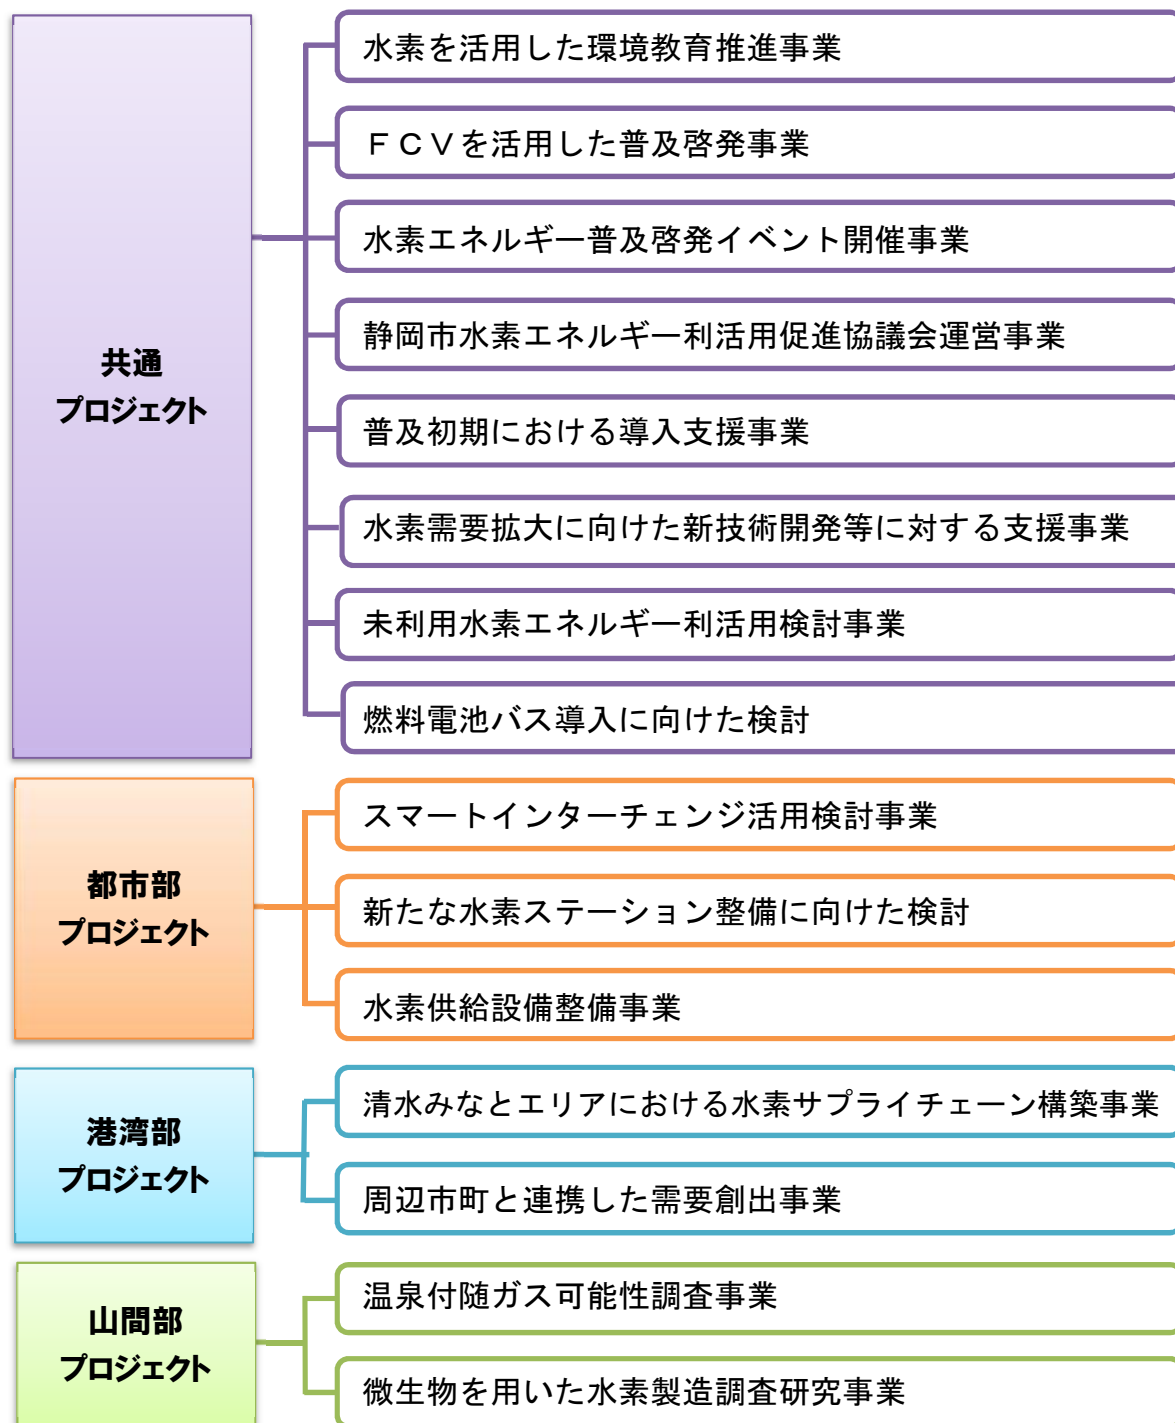 共通
プロジェクト
水素を活用した環境教育推進事業
ＦＣＶを活用した普及啓発事業
水素エネルギー普及啓発イベント開催事業
静岡市水素エネルギー利活用促進協議会運営事業
普及初期における導入支援事業
水素需要拡大に向けた新技術開発等に対する支援事業
未利用水素エネルギー利活用検討事業
燃料電池バス導入に向けた検討
都市部
プロジェクト
スマートインターチェンジ活用検討事業
新たな水素ステーション整備に向けた検討
水素供給設備整備事業
港湾部
プロジェクト
清水みなとエリアにおける水素サプライチェーン構築事業
周辺市町と連携した需要創出事業
山間部
プロジェクト
温泉付随ガス可能性調査事業
微生物を用いた水素製造調査研究事業